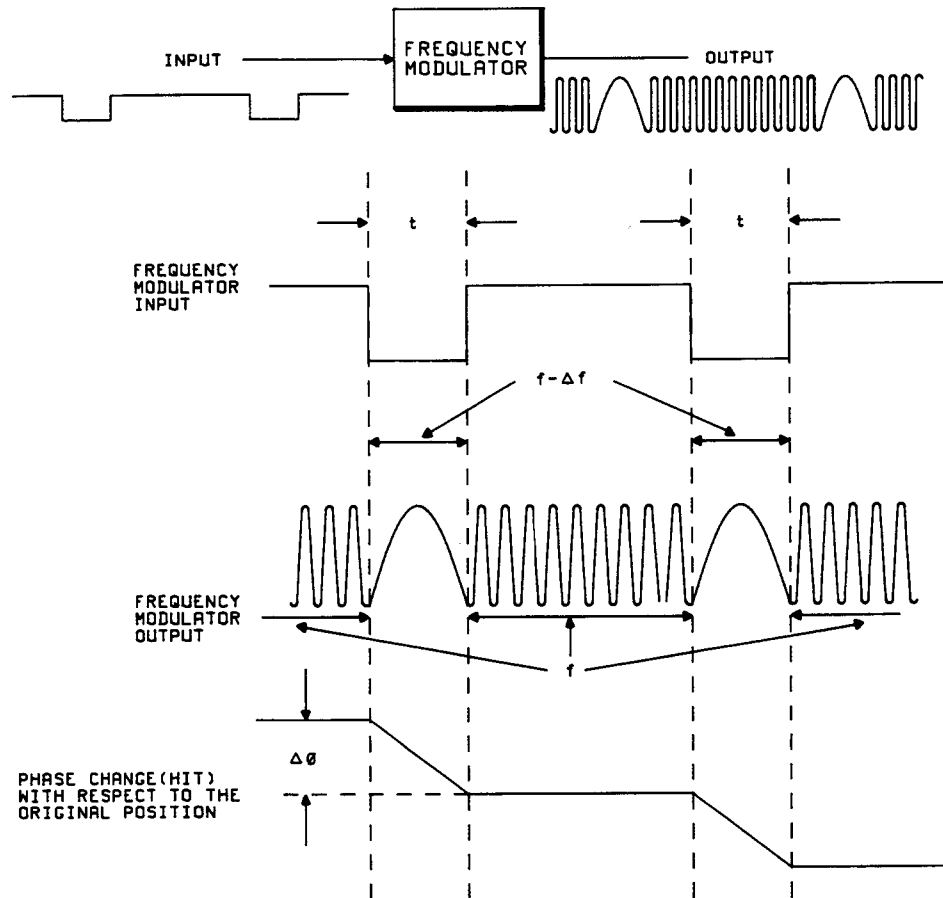 INPUT
FREQUENCY
MODULATOR
OUTPUT
t
t
FREQUENCY
MODULATOR
INPUT
f-Δf
FREQUENCY
MODULATOR
OUTPUT
f
ΔØ
PHASE CHANGE(HIT)
WITH RESPECT TO THE
ORIGINAL POSITION